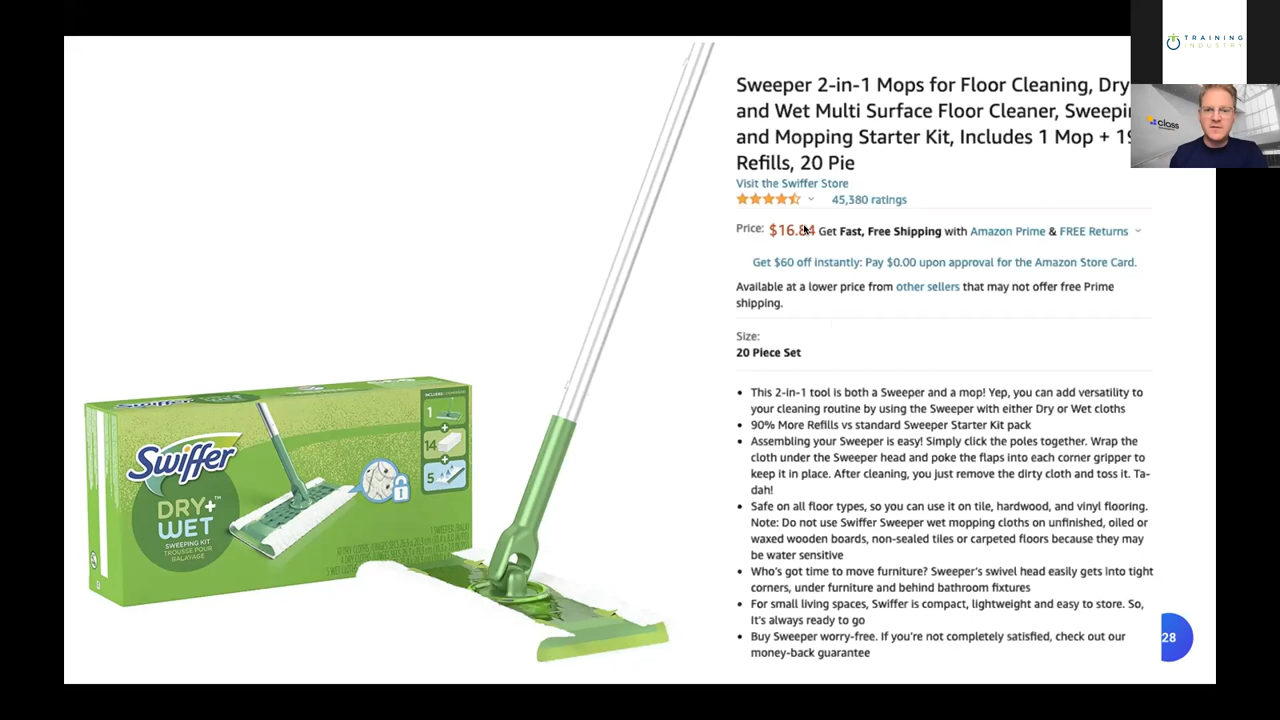 TRAINING
INDUSTRY
class
Sweeper 2-in-1 Mops for Floor Cleaning, Dry
and Wet Multi Surface Floor Cleaner, Sweepin
and Mopping Starter Kit, Includes 1 Mop + 19
Refills, 20 Pie
Visit the Swiffer Store
45,380 ratings
Price: $16.84 Get Fast, Free Shipping with Amazon Prime & FREE Returns
Get $60 off instantly: Pay $0.00 upon approval for the Amazon Store Card.
Available at a lower price from other sellers that may not offer free Prime
shipping.
Size:
20 Piece Set
• This 2-in-1 tool is both a Sweeper and a mop! Yep, you can add versatility to
your cleaning routine by using the Sweeper with either Dry or Wet cloths
• 90% More Refills vs standard Sweeper Starter Kit pack
• Assembling your Sweeper is easy! Simply click the poles together. Wrap the
cloth under the Sweeper head and poke the flaps into each corner gripper to
keep it in place. After cleaning, you just remove the dirty cloth and toss it. Ta-
dah!
• Safe on all floor types, so you can use it on tile, hardwood, and vinyl flooring.
Note: Do not use Swiffer Sweeper wet mopping cloths on unfinished, oiled or
waxed wooden boards, non-sealed tiles or carpeted floors because they may
be water sensitive
• Who's got time to move furniture? Sweeper's swivel head easily gets into tight
corners, under furniture and behind bathroom fixtures
• For small living spaces, Swiffer is compact, lightweight and easy to store. So,
It's always ready to go
• Buy Sweeper worry-free. If you're not completely satisfied, check out our
money-back guarantee
28
Swiffer
DRY+™
WET
SWEEPING KIT
TROUSSE POUR
BALAYAGE
1
+
14
+
5